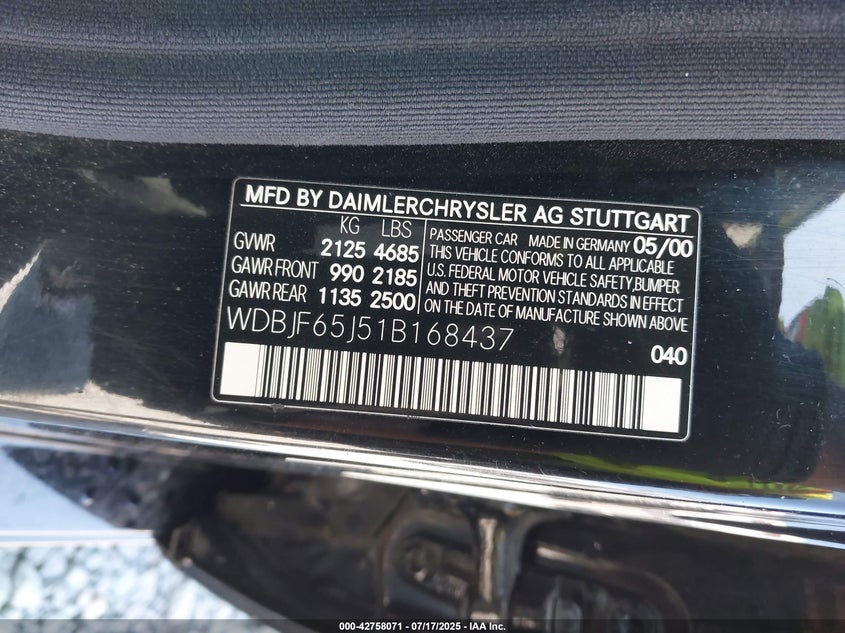 MFD BY DAIMLERCHRYSLER AG STUTTGART
KG LBS
GVWR 2125 4685
GAWR FRONT 990 2185
GAWR REAR 1135 2500
PASSENGER CAR MADE IN GERMANY 05/00
THIS VEHICLE CONFORMS TO ALL APPLICABLE
U.S. FEDERAL MOTOR VEHICLE SAFETY, BUMPER
AND THEFT PREVENTION STANDARDS IN EFFECT
ON THE DATE OF MANUFACTURE SHOWN ABOVE.
WDBJF65J51B168437
040
000-42758071 - 07/17/2025 - IAA Inc.